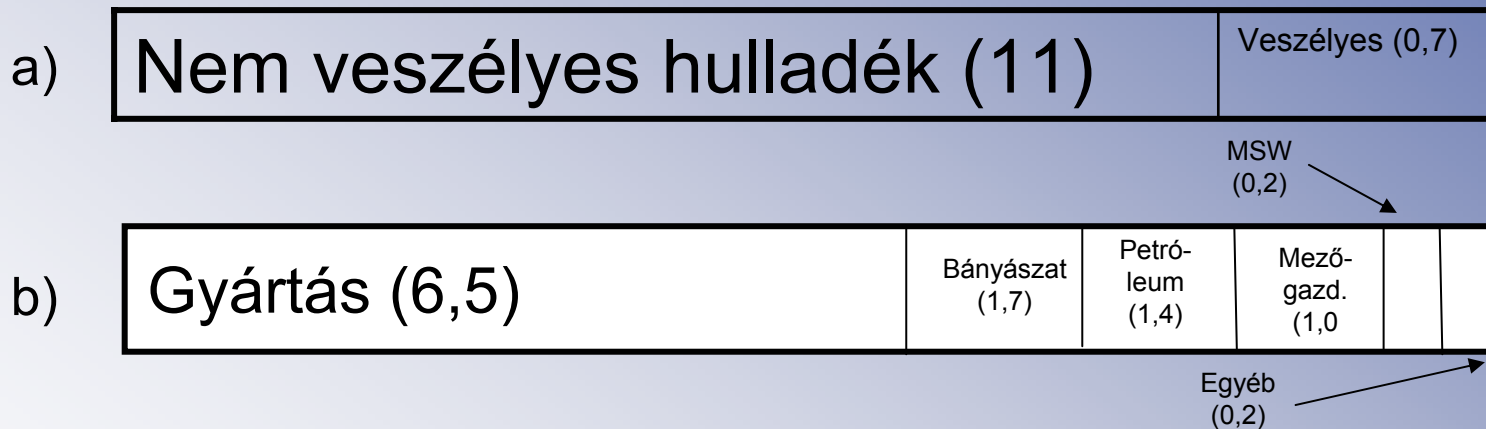 a)
Nem veszélyes hulladék (11)
Veszélyes (0,7)
MSW
(0,2)
b)
Gyártás (6,5)
Bányászat
(1,7)
Petró-
leum
(1,4)
Mező-
gazd.
(1,0
Egyéb
(0,2)